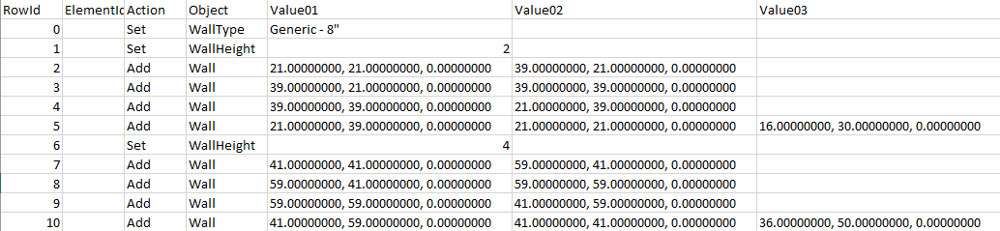 RowId ElementId Action Object Value01 Value02 Value03
0 Set WallType Generic - 8"
1 Set WallHeight 2
2 Add Wall 21.00000000, 21.00000000, 0.00000000 39.00000000, 21.00000000, 0.00000000
3 Add Wall 39.00000000, 21.00000000, 0.00000000 39.00000000, 39.00000000, 0.00000000
4 Add Wall 39.00000000, 39.00000000, 0.00000000 21.00000000, 39.00000000, 0.00000000
5 Add Wall 21.00000000, 39.00000000, 0.00000000 21.00000000, 21.00000000, 0.00000000 16.00000000, 30.00000000, 0.00000000
6 Set WallHeight 4
7 Add Wall 41.00000000, 41.00000000, 0.00000000 59.00000000, 41.00000000, 0.00000000
8 Add Wall 59.00000000, 41.00000000, 0.00000000 59.00000000, 59.00000000, 0.00000000
9 Add Wall 59.00000000, 59.00000000, 0.00000000 41.00000000, 59.00000000, 0.00000000
10 Add Wall 41.00000000, 59.00000000, 0.00000000 41.00000000, 41.00000000, 0.00000000 36.00000000, 50.00000000, 0.00000000